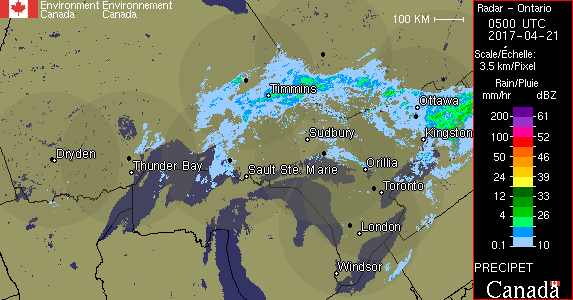 Environment Environnement
Canada Canada
100 KM
Timmins
Ottawa
Sudbury
Kingston
Dryden
Thunder Bay
Sault Ste. Marie
Orillia
Toronto
London
Windsor
Radar - Ontario
0500 UTC
2017-04-21
Scale/Échelle:
3.5 km/Pixel
Rain/Pluie
mm/hr dBZ
200 61
100 52
50 46
24 39
12 33
4 26
0.1 10
PRECIPET
Canada